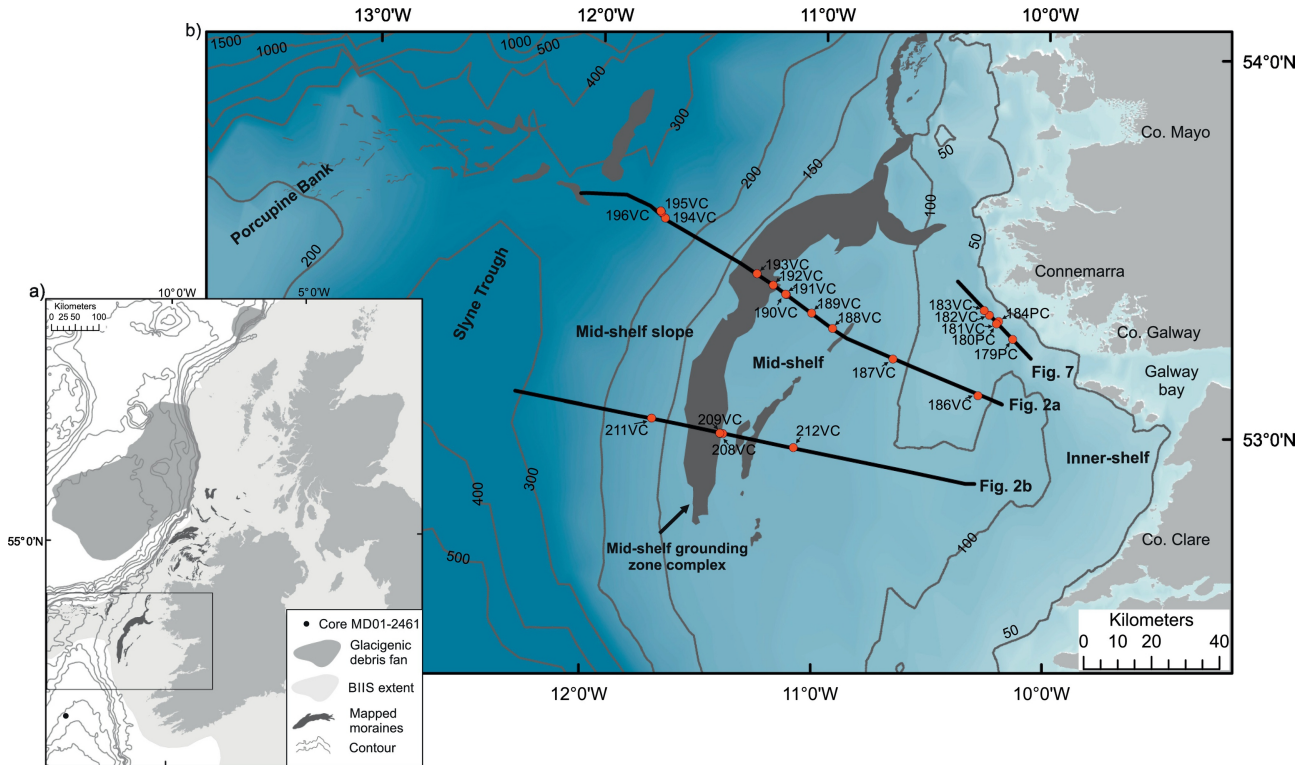 13°0'W
12°0'W
11°0'W
10°0'W
b)
1500
1000
1000
500
400
300
200
150
100
50
50
54°0'N
Co. Mayo
Porcupine Bank
200
195VC
196VC
194VC
193VC
192VC
191VC
190VC
189VC
188VC
187VC
186VC
183VC
182VC
184PC
181VC
180PC
179PC
Connemarra
Co. Galway
Galway
bay
Fig. 7
Fig. 2a
Slyne Trough
Mid-shelf slope
Mid-shelf
209VC
211VC
208VC
212VC
53°0'N
Inner-shelf
Fig. 2b
300
400
500
100
50
Mid-shelf grounding
zone complex
Co. Clare
Kilometers
0 10 20 40
12°0'W
11°0'W
10°0'W
a)
Kilometers
0 25 50 100
10°0'W
5°0'W
55°0'N
Core MD01-2461
Glacigenic
debris fan
BIIS extent
Mapped
moraines
Contour